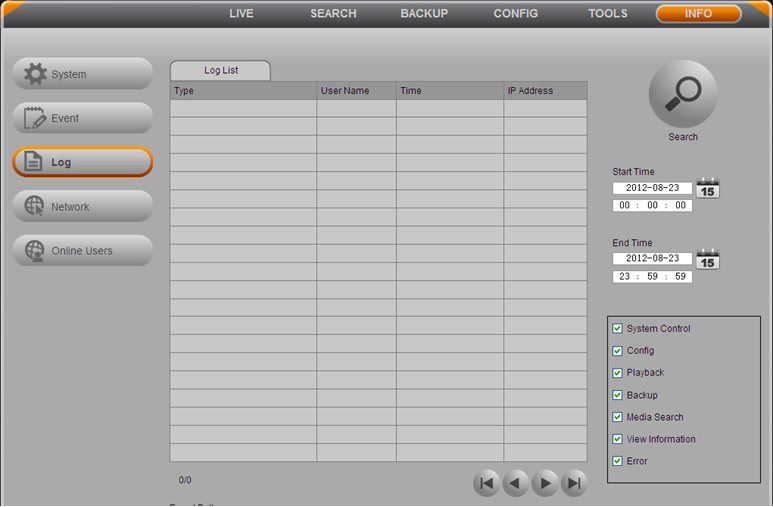 LIVE SEARCH BACKUP CONFIG TOOLS INFO
System
Event
Log
Network
Online Users
Log List
Type User Name Time IP Address
0/0
Search
Start Time
2012-08-23
15
00 : 00 : 00
End Time
2012-08-23
15
23 : 59 : 59
System Control
Config
Playback
Backup
Media Search
View Information
Error